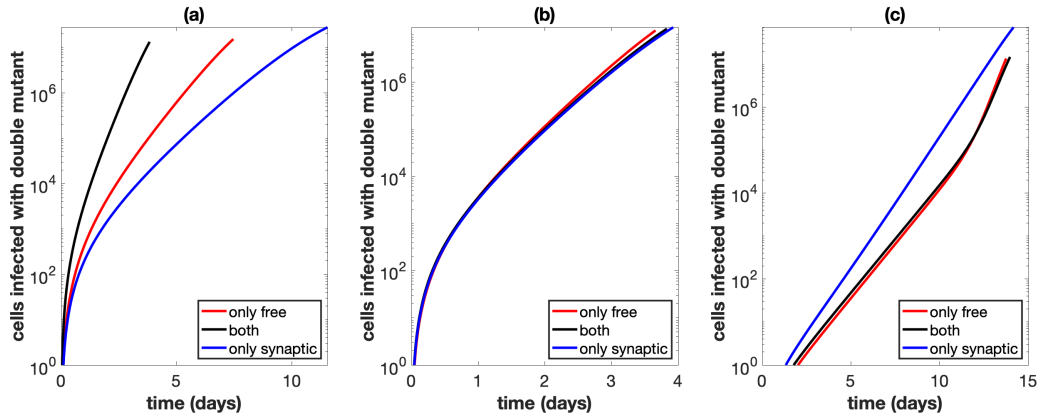 (a)
cells infected with double mutant
10^6
10^4
10^2
10^0
only free
both
only synaptic
0
5
10
time (days)
(b)
cells infected with double mutant
10^6
10^4
10^2
10^0
only free
both
only synaptic
0
1
2
3
4
time (days)
(c)
cells infected with double mutant
10^6
10^4
10^2
10^0
only free
both
only synaptic
0
5
10
15
time (days)